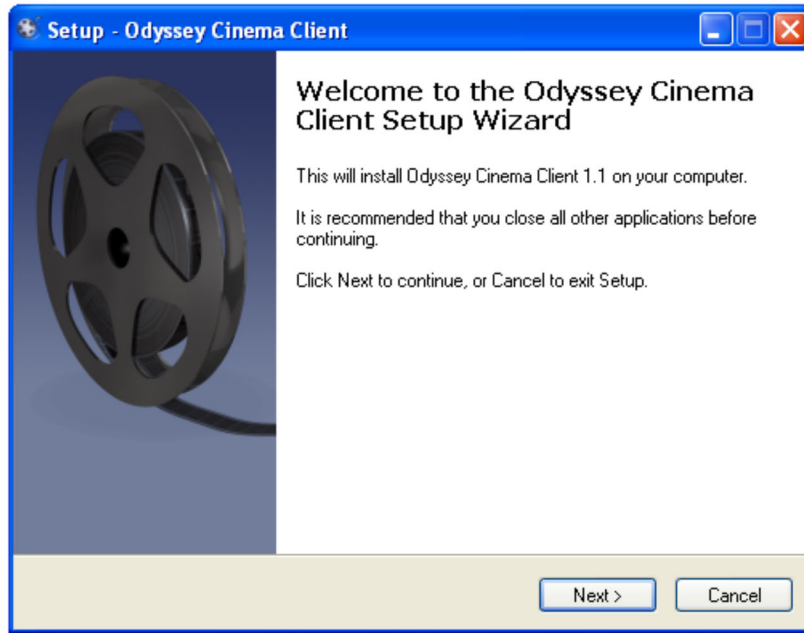 Setup - Odyssey Cinema Client
Welcome to the Odyssey Cinema
Client Setup Wizard
This will install Odyssey Cinema Client 1.1 on your computer.
It is recommended that you close all other applications before
continuing.
Click Next to continue, or Cancel to exit Setup.
Next >
Cancel